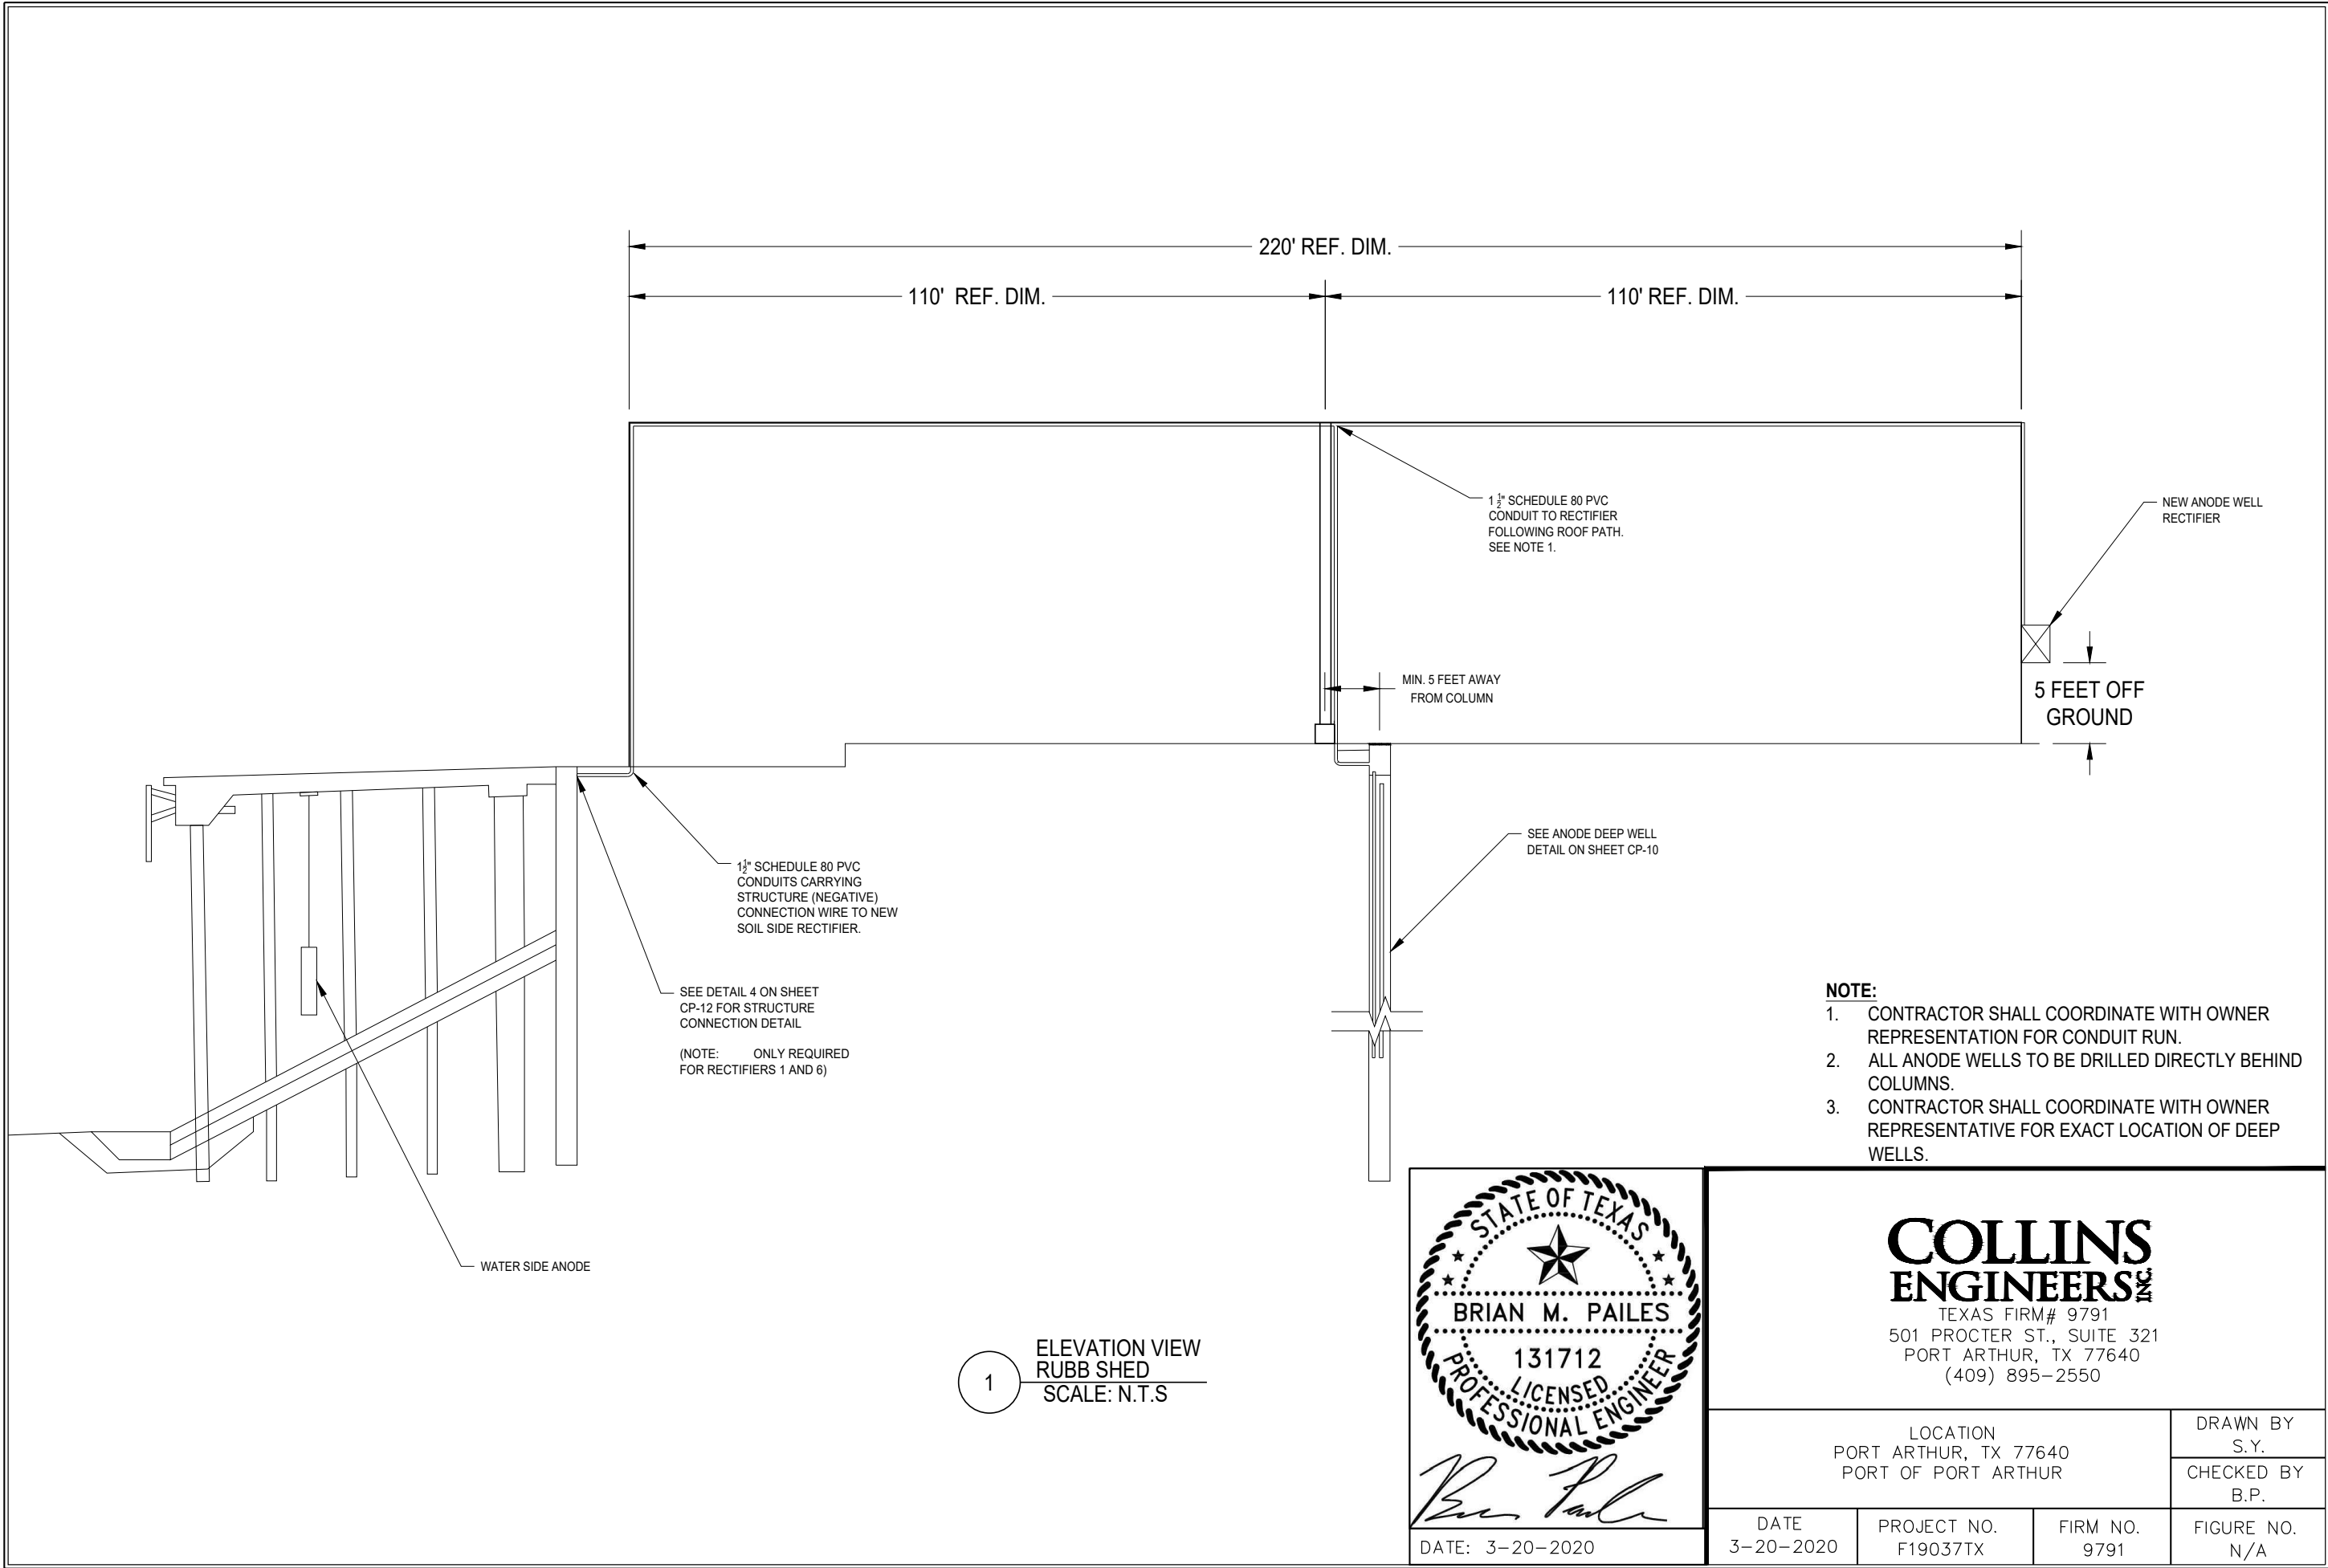 220' REF. DIM.
110' REF. DIM.
110' REF. DIM.
1 1/2" SCHEDULE 80 PVC
CONDUIT TO RECTIFIER
FOLLOWING ROOF PATH.
SEE NOTE 1.
NEW ANODE WELL
RECTIFIER
MIN. 5 FEET AWAY
FROM COLUMN
5 FEET OFF
GROUND
1 1/2" SCHEDULE 80 PVC
CONDUITS CARRYING
STRUCTURE (NEGATIVE)
CONNECTION WIRE TO NEW
SOIL SIDE RECTIFIER.
SEE ANODE DEEP WELL
DETAIL ON SHEET CP-10
SEE DETAIL 4 ON SHEET
CP-12 FOR STRUCTURE
CONNECTION DETAIL
(NOTE: ONLY REQUIRED
FOR RECTIFIERS 1 AND 6)
WATER SIDE ANODE
NOTE:
1. CONTRACTOR SHALL COORDINATE WITH OWNER
REPRESENTATION FOR CONDUIT RUN.
2. ALL ANODE WELLS TO BE DRILLED DIRECTLY BEHIND
COLUMNS.
3. CONTRACTOR SHALL COORDINATE WITH OWNER
REPRESENTATIVE FOR EXACT LOCATION OF DEEP
WELLS.
1
ELEVATION VIEW
RUBB SHED
SCALE: N.T.S
STATE OF TEXAS
BRIAN M. PAILES
131712
LICENSED
PROFESSIONAL ENGINEER
DATE: 3-20-2020
COLLINS
ENGINEERS INC.
TEXAS FIRM# 9791
501 PROCTER ST., SUITE 321
PORT ARTHUR, TX 77640
(409) 895-2550
LOCATION
PORT ARTHUR, TX 77640
PORT OF PORT ARTHUR
DRAWN BY
S.Y.
CHECKED BY
B.P.
DATE
3-20-2020
PROJECT NO.
F19037TX
FIRM NO.
9791
FIGURE NO.
N/A